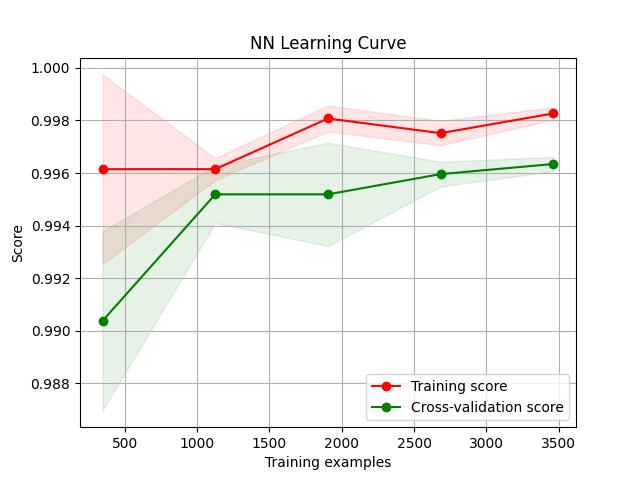 NN Learning Curve
1.000
0.998
0.996
0.994
0.992
0.990
0.988
Score
Training score
Cross-validation score
500 1000 1500 2000 2500 3000 3500
Training examples